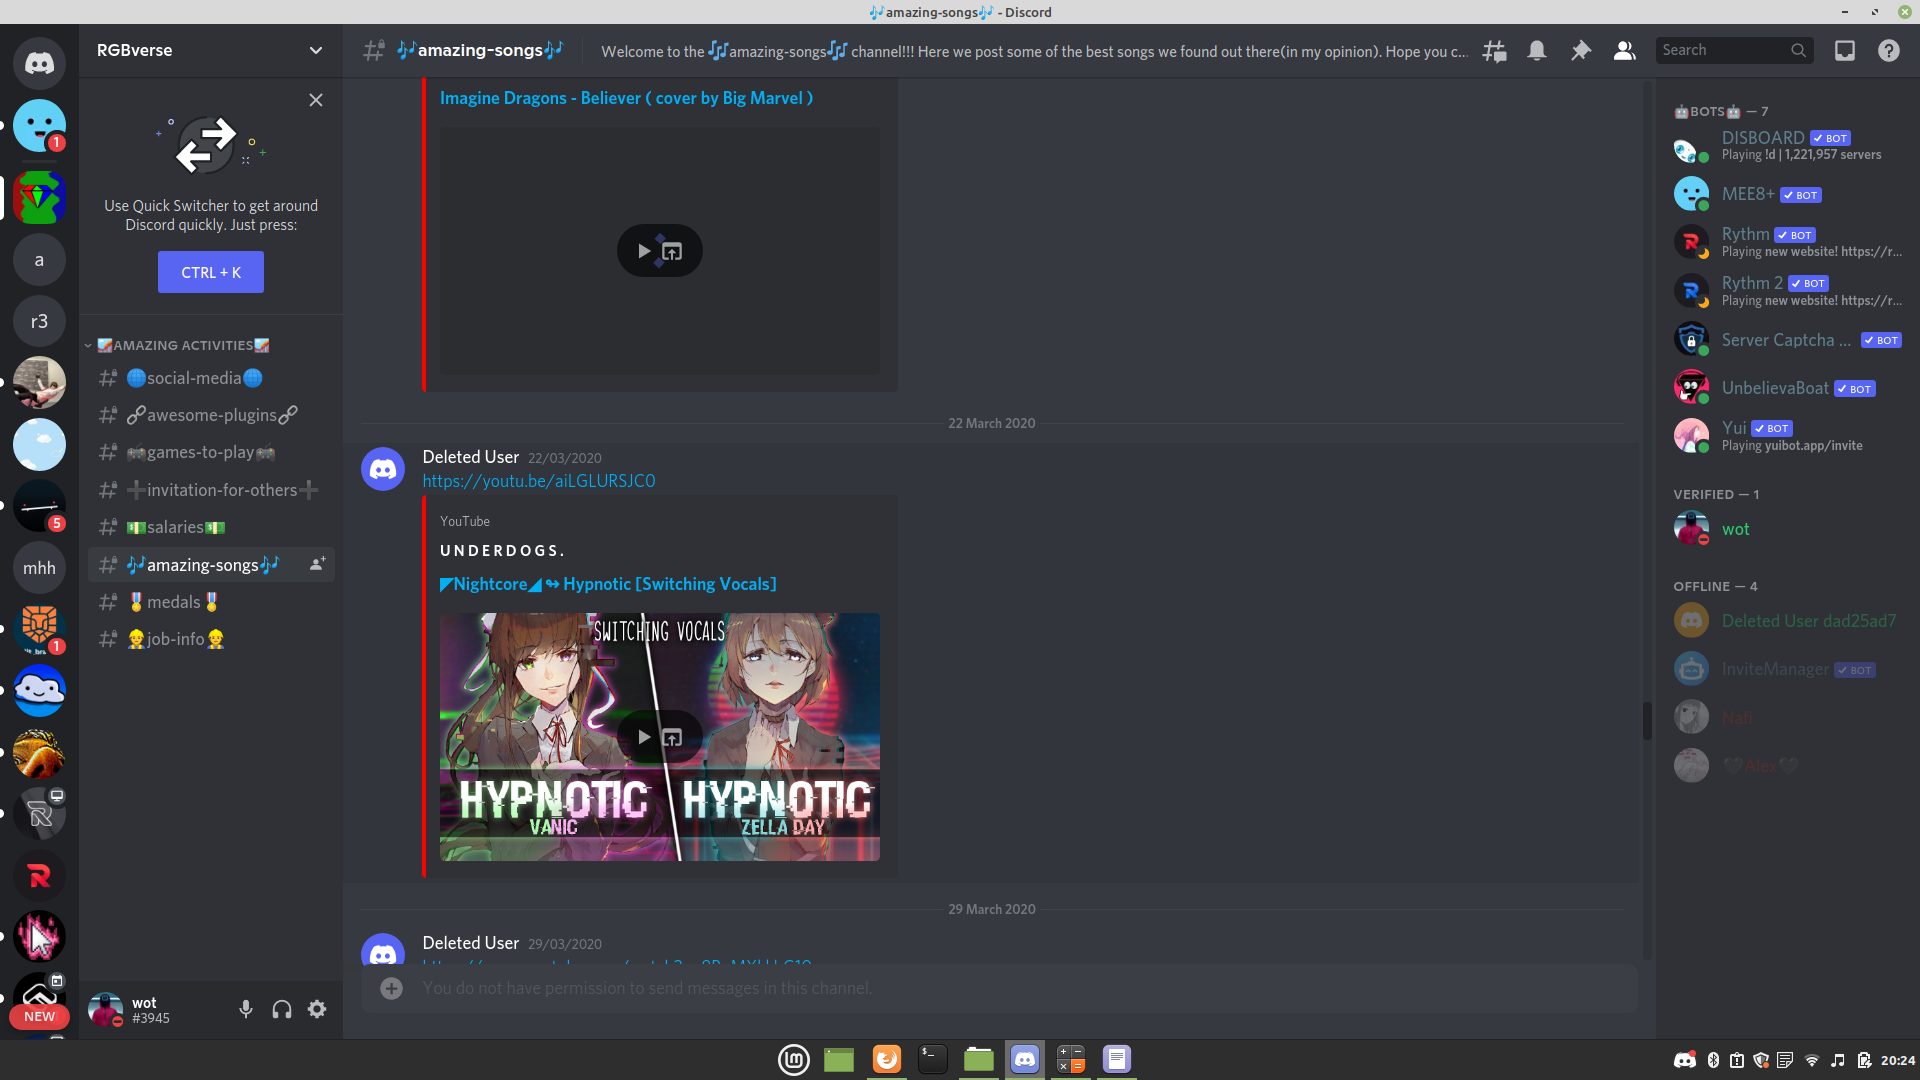 🎶amazing-songs🎶 - Discord
RGBverse
🎶amazing-songs🎶
Welcome to the 🎶amazing-songs🎶 channel!!! Here we post some of the best songs we found out there(in my opinion). Hope you c...
Search
1
a
r3
5
mhh
1
NEW
Use Quick Switcher to get around
Discord quickly. Just press:
CTRL + K
AMAZING ACTIVITIES
🌐social-media🌐
🔗awesome-plugins🔗
🎮games-to-play🎮
➕invitation-for-others➕
💵salaries💵
🎶amazing-songs🎶
🏅medals🏅
👷job-info👷
wot
#3945
Imagine Dragons - Believer ( cover by Big Marvel )
22 March 2020
Deleted User 22/03/2020
https://youtu.be/aiLGLURSJC0
YouTube
U N D E R D O G S .
◤Nightcore◢ ↬ Hypnotic [Switching Vocals]
SWITCHING VOCALS
HYPNOTIC
VANIC
HYPNOTIC
ZELLA DAY
29 March 2020
Deleted User 29/03/2020
You do not have permission to send messages in this channel.
🤖BOTS🤖 — 7
DISBOARD ✓ BOT
Playing !d | 1,221,957 servers
MEE8+ ✓ BOT
Rythm ✓ BOT
Playing new website! https://r...
Rythm 2 ✓ BOT
Playing new website! https://r...
Server Captcha ... ✓ BOT
UnbelievaBoat ✓ BOT
Yui ✓ BOT
Playing yuibot.app/invite
VERIFIED — 1
wot
OFFLINE — 4
Deleted User dad25ad7
InviteManager ✓ BOT
Nafi
🖤Alex🖤
20:24